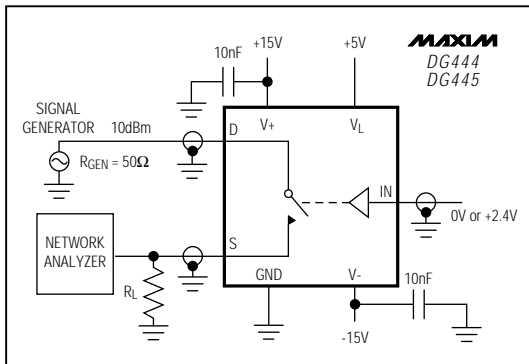 +15V
+5V
MAXIM
DG444
DG445
10nF
SIGNAL
GENERATOR
10dBm
D
V+
VL
RGEN = 50Ω
IN
0V or +2.4V
NETWORK
ANALYZER
S
RL
GND
V-
10nF
-15V